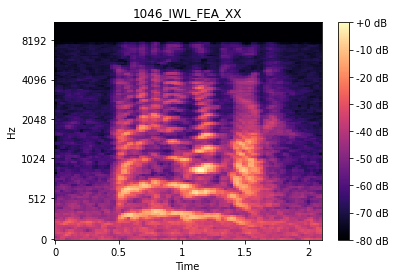 1046_IWL_FEA_XX
+0 dB
8192
-10 dB
4096
-20 dB
-30 dB
2048
Hz
-40 dB
1024
-50 dB
512
-60 dB
-70 dB
0
-80 dB
0
0.5
1
1.5
2
Time